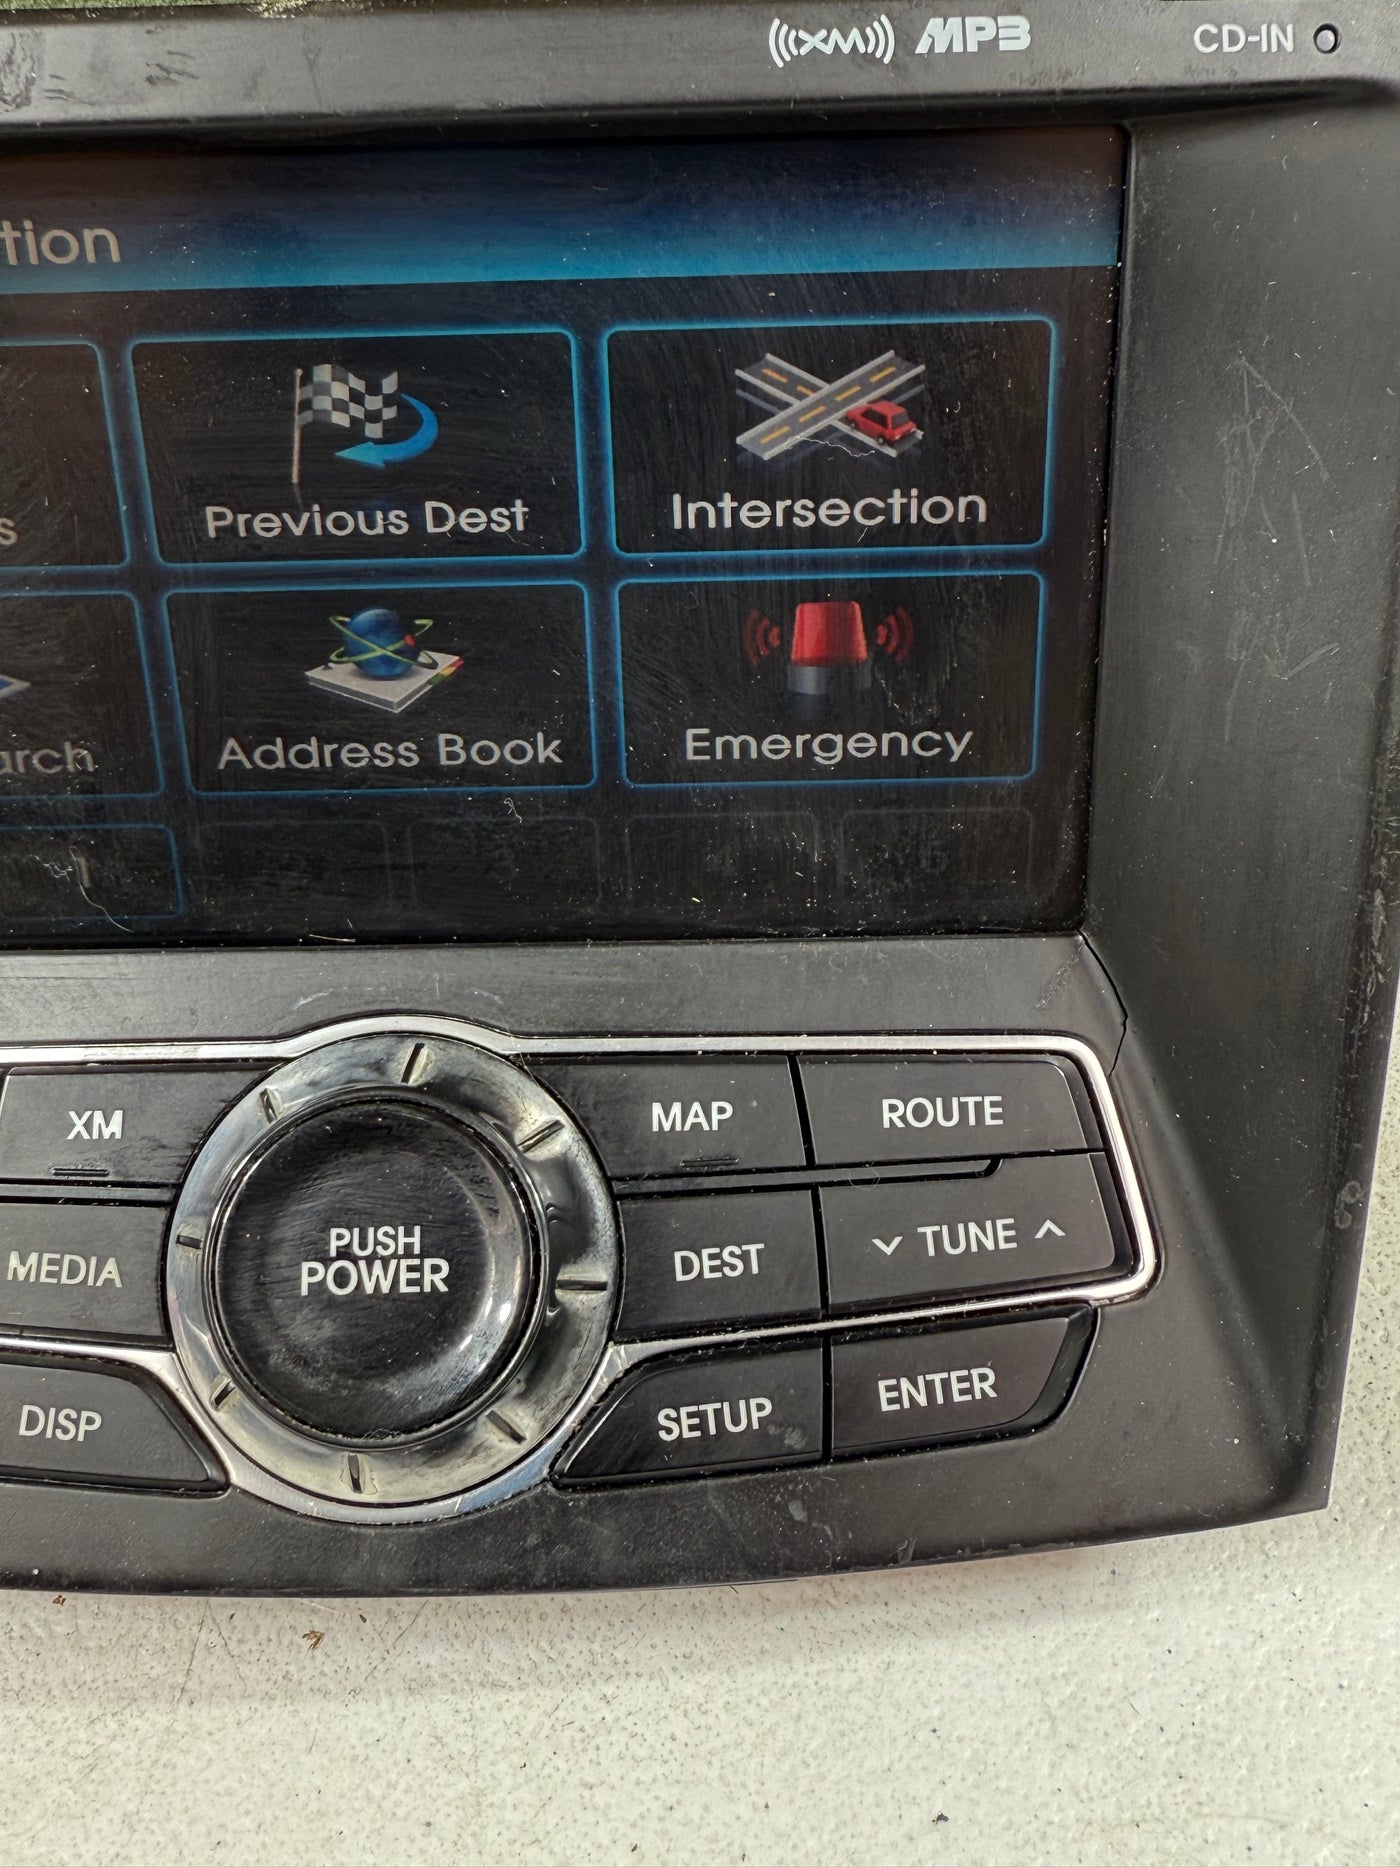 XM MP3 CD-IN
tion
s Previous Dest Intersection
arch Address Book Emergency
XM MAP ROUTE
PUSH
POWER
MEDIA DEST TUNE
DISP SETUP ENTER